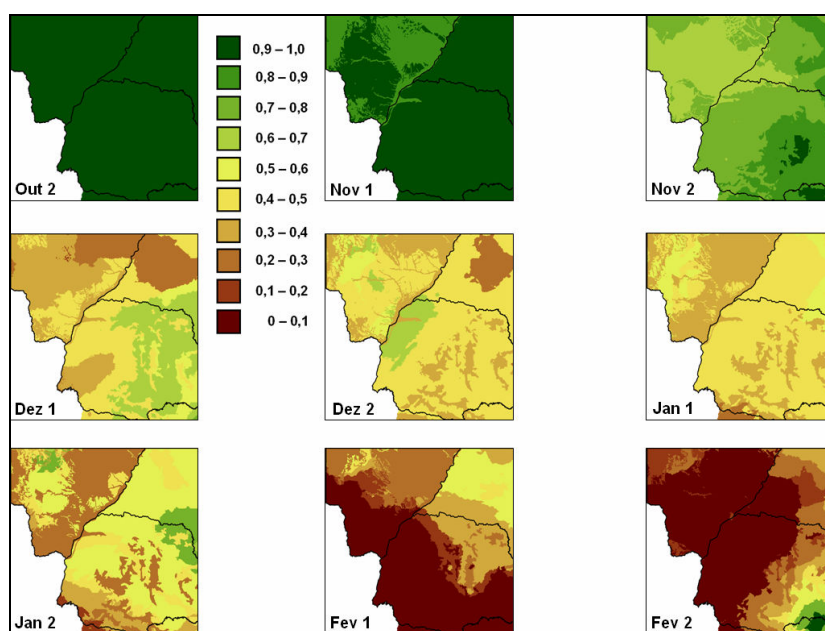 Out 2
0,9 – 1,0
0,8 – 0,9
0,7 – 0,8
0,6 – 0,7
0,5 – 0,6
0,4 – 0,5
0,3 – 0,4
0,2 – 0,3
0,1 – 0,2
0 – 0,1
Nov 1
Nov 2
Dez 1
Dez 2
Jan 1
Jan 2
Fev 1
Fev 2